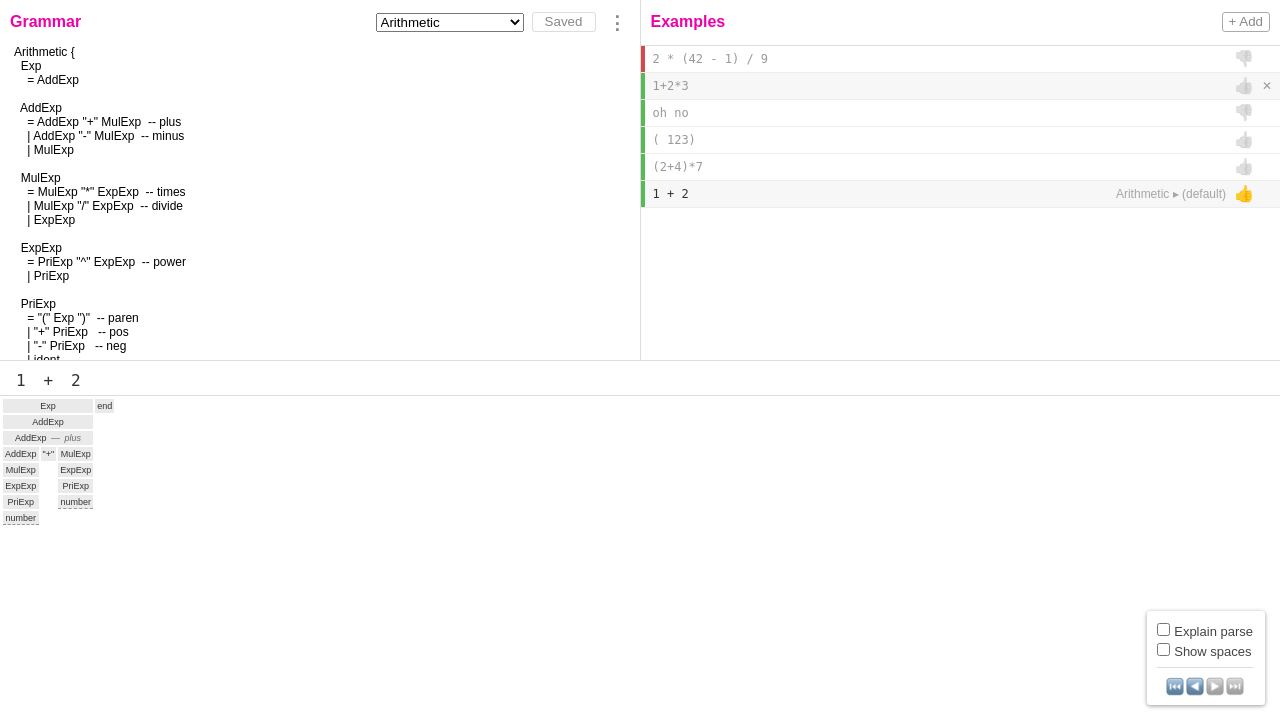 Grammar
Arithmetic
Saved
Arithmetic {
Exp
= AddExp
AddExp
= AddExp "+" MulExp -- plus
| AddExp "-" MulExp -- minus
| MulExp
MulExp
= MulExp "*" ExpExp -- times
| MulExp "/" ExpExp -- divide
| ExpExp
ExpExp
= PriExp "^" ExpExp -- power
| PriExp
PriExp
= "(" Exp ")" -- paren
| "+" PriExp -- pos
| "-" PriExp -- neg
| ident
Examples
+ Add
2 * (42 - 1) / 9
1+2*3
oh no
( 123)
(2+4)*7
1 + 2 Arithmetic ▸ (default)
1 + 2
Exp end
AddExp
AddExp — plus
AddExp "+" MulExp
MulExp ExpExp
ExpExp PriExp
PriExp number
number
Explain parse
Show spaces